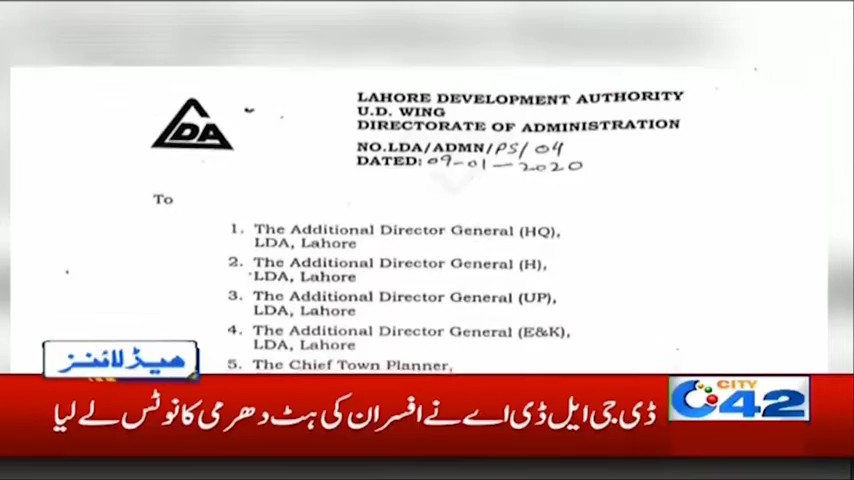 LDA
LAHORE DEVELOPMENT AUTHORITY
U.D. WING
DIRECTORATE OF ADMINISTRATION
NO.LDA/ADMN/PS/04
DATED: 09-01-2020
To
1. The Additional Director General (HQ),
LDA, Lahore
2. The Additional Director General (H),
LDA, Lahore
3. The Additional Director General (UP),
LDA, Lahore
4. The Additional Director General (E&K),
LDA, Lahore
5. The Chief Town Planner,
ھیڈلائنز
CITY
42
ڈی جی ایل ڈی اے نے افسران کی ہٹ دھرمی کا نوٹس لے لیا